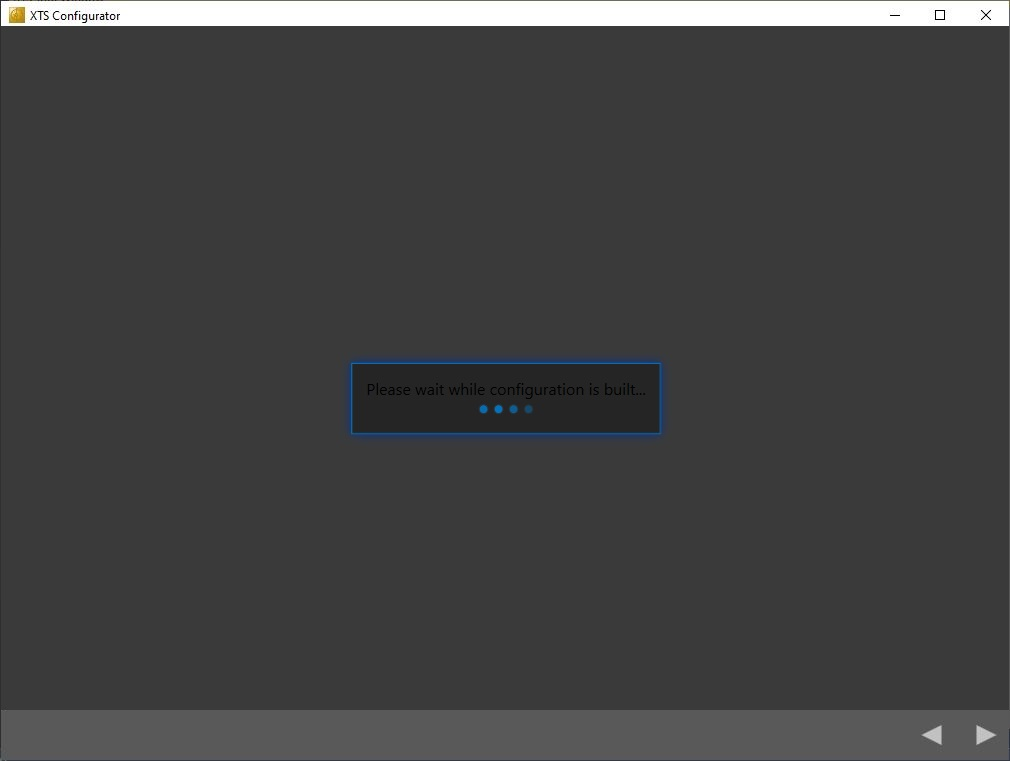 XTS Configurator
Please wait while configuration is built...